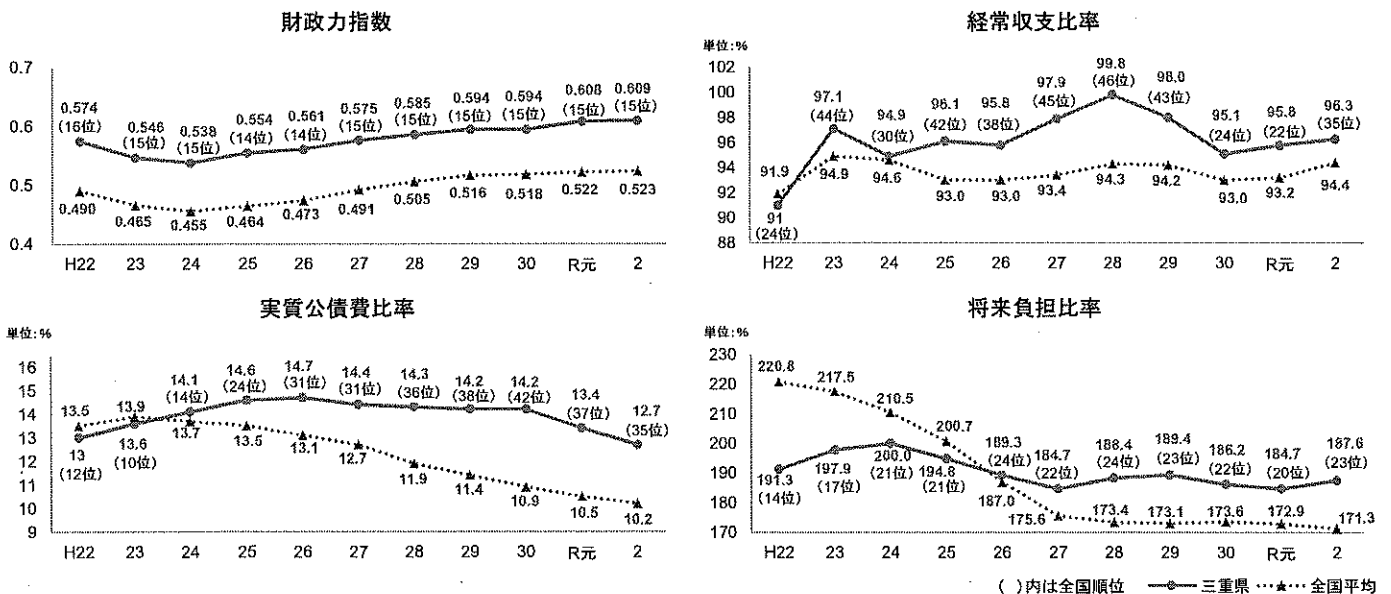 財政力指数
0.7
0.6
0.5
0.4
0.574
(16位)
0.546
(15位)
0.538
(15位)
0.554
(14位)
0.561
(14位)
0.575
(15位)
0.585
(15位)
0.594
(15位)
0.594
(15位)
0.608
(15位)
0.609
(15位)
0.490
0.465
0.455
0.464
0.473
0.491
0.505
0.516
0.518
0.522
0.523
H22 23 24 25 26 27 28 29 30 R元 2
経常収支比率
単位:%
102
100
98
96
94
92
90
88
91.9
91
(24位)
97.1
(44位)
94.9
(30位)
96.1
(42位)
95.8
(38位)
97.9
(45位)
99.8
(46位)
98.0
(43位)
95.1
(24位)
95.8
(22位)
96.3
(35位)
94.9
94.6
93.0
93.0
93.4
94.3
94.2
93.0
93.2
94.4
H22 23 24 25 26 27 28 29 30 R元 2
実質公債費比率
単位:%
16
15
14
13
12
11
10
9
13.5
13
(12位)
13.9
13.6
(10位)
14.1
(14位)
14.6
(24位)
14.7
(31位)
14.4
(31位)
14.3
(36位)
14.2
(38位)
14.2
(42位)
13.4
(37位)
12.7
(35位)
13.7
13.5
13.1
12.7
11.9
11.4
10.9
10.5
10.2
H22 23 24 25 26 27 28 29 30 R元 2
将来負担比率
単位:%
230
220
210
200
190
180
170
220.8
217.5
210.5
200.7
191.3
(14位)
197.9
(17位)
200.0
(21位)
194.8
(21位)
189.3
(24位)
184.7
(22位)
188.4
(24位)
189.4
(23位)
186.2
(22位)
184.7
(20位)
187.6
(23位)
187.0
175.6
173.4
173.1
173.6
172.9
171.3
H22 23 24 25 26 27 28 29 30 R元 2
( )内は全国順位 三重県 全国平均